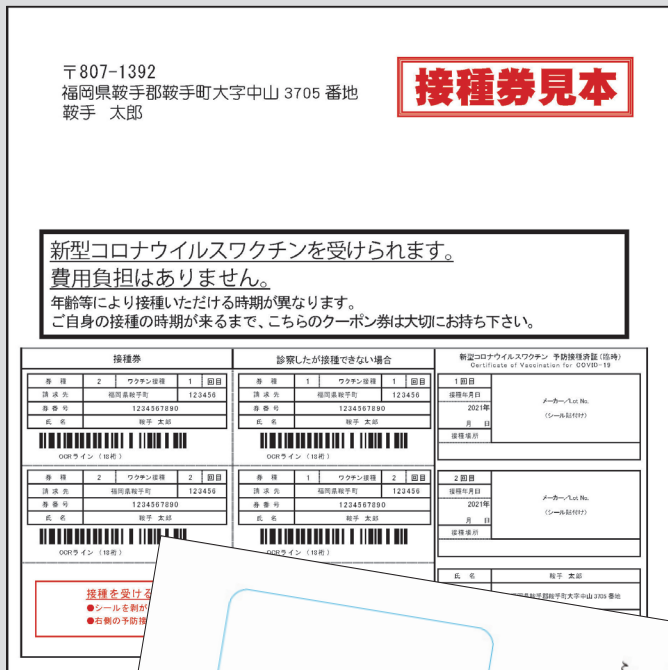 〒807-1392
福岡県鞍手郡鞍手町大字中山 3705 番地
鞍手 太郎
接種券見本
新型コロナウイルスワクチンを受けられます。
費用負担はありません。
年齢等により接種いただける時期が異なります。
ご自身の接種の時期が来るまで、こちらのクーポン券は大切にお持ち下さい。
接種券
券 種 2 ワクチン接種 1 回目
請 求 先 福岡県鞍手町 123456
券 番 号 1234567890
氏 名 鞍手 太郎
OCRライン (18桁)
券 種 2 ワクチン接種 2 回目
請 求 先 福岡県鞍手町 123456
券 番 号 1234567890
氏 名 鞍手 太郎
OCRライン (18桁)
診察したが接種できない場合
券 種 1 ワクチン接種 1 回目
請 求 先 福岡県鞍手町 123456
券 番 号 1234567890
氏 名 鞍手 太郎
OCRライン (18桁)
券 種 1 ワクチン接種 2 回目
請 求 先 福岡県鞍手町 123456
券 番 号 1234567890
氏 名 鞍手 太郎
OCRライン (18桁)
新型コロナウイルスワクチン 予防接種済証(臨時)
Certificate of Vaccination for COVID-19
1回目
接種年月日
2021年
月 日
接種場所
メーカー/Lot No.
(シール貼付け)
2回目
接種年月日
2021年
月 日
接種場所
メーカー/Lot No.
(シール貼付け)
氏 名 鞍手 太郎
鞍手郡鞍手町大字中山 3705 番地
接種を受ける
●シールを剥が
●右側の予防接